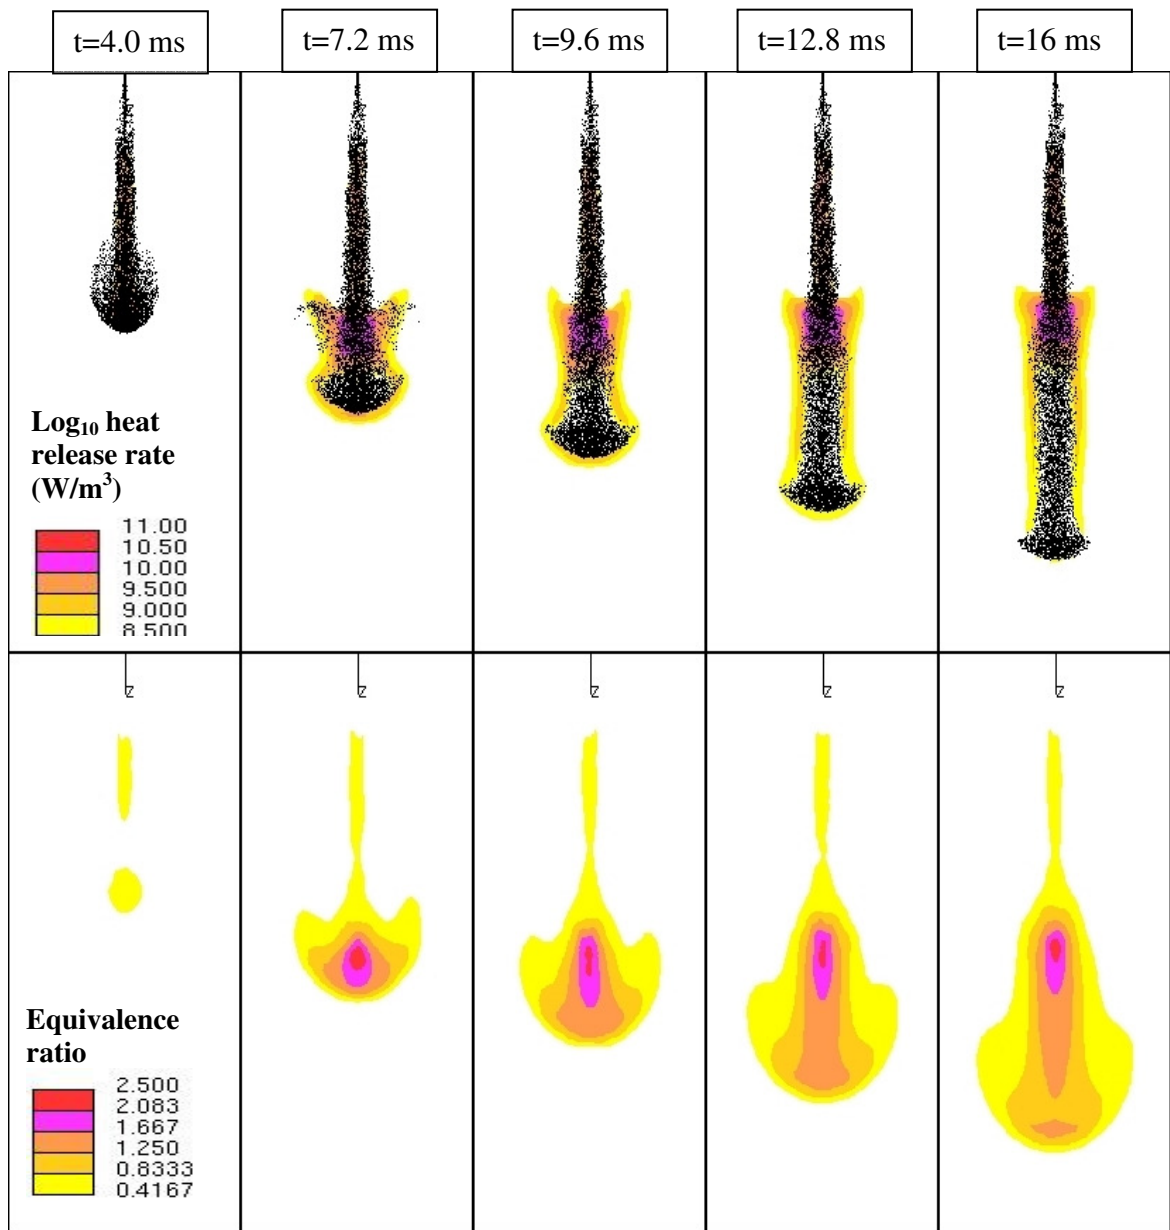 t=4.0 ms
t=7.2 ms
t=9.6 ms
t=12.8 ms
t=16 ms
Log₁₀ heat
release rate
(W/m³)
11.00
10.50
10.00
9.500
9.000
8.500
Z
Z
Z
Z
Z
Equivalence
ratio
2.500
2.083
1.667
1.250
0.8333
0.4167